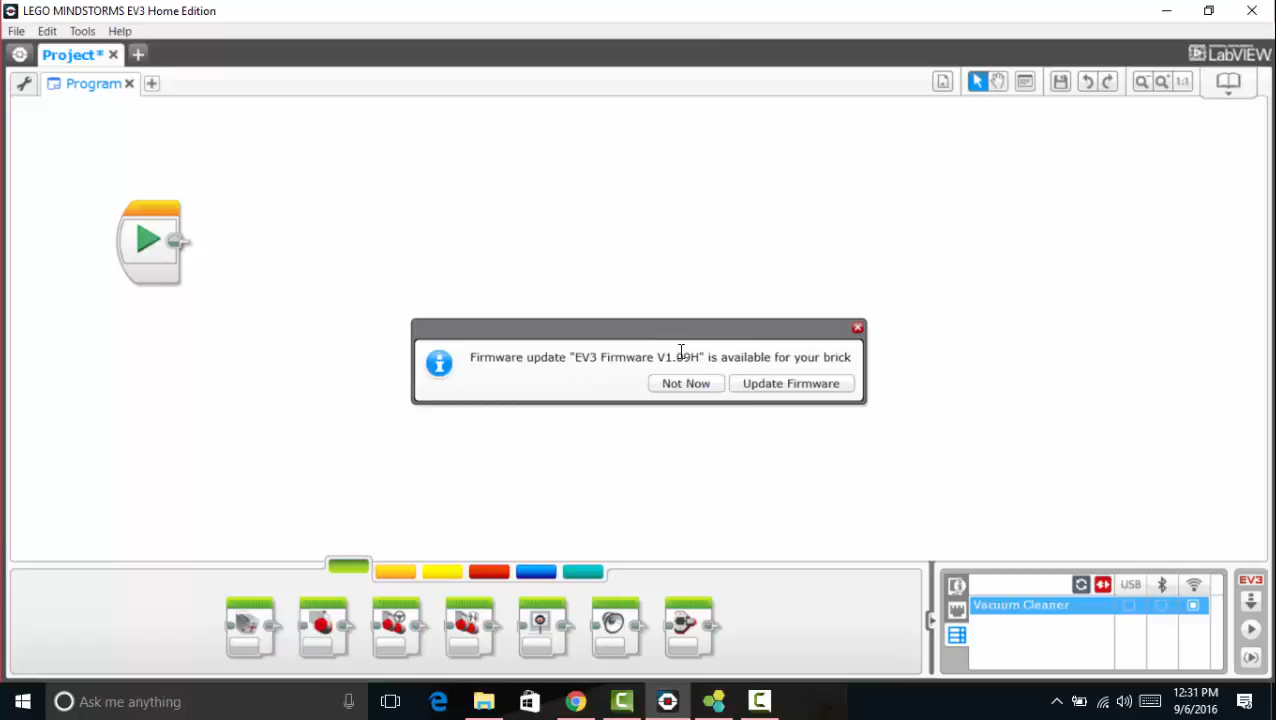 LEGO MINDSTORMS EV3 Home Edition
File Edit Tools Help
Project*
LabVIEW
Program
1:1
Firmware update "EV3 Firmware V1.09H" is available for your brick
Not Now Update Firmware
USB
EV3
Vacuum Cleaner
Ask me anything
12:31 PM
9/6/2016